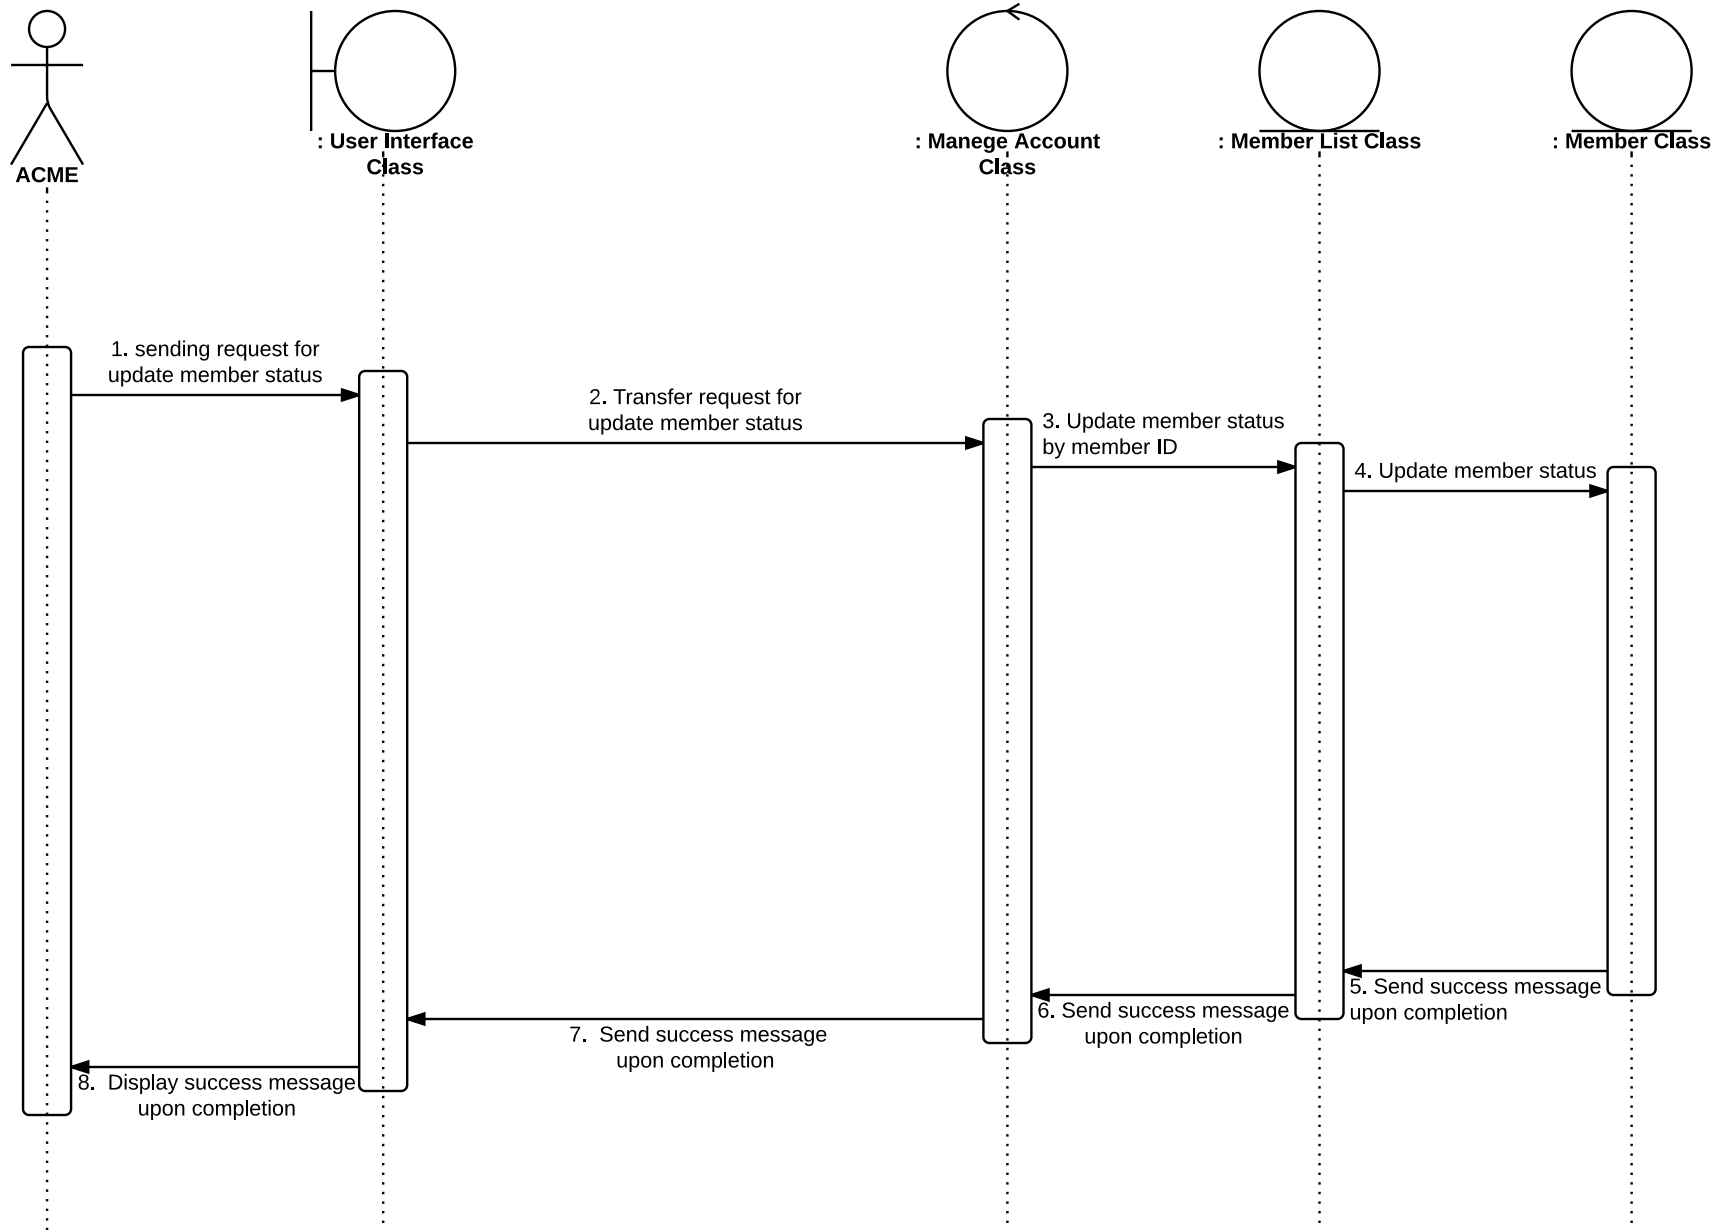 ACME
: User Interface
Class
: Manege Account
Class
: Member List Class
: Member Class
1. sending request for
update member status
2. Transfer request for
update member status
3. Update member status
by member ID
4. Update member status
5. Send success message
upon completion
6. Send success message
upon completion
7. Send success message
upon completion
8. Display success message
upon completion